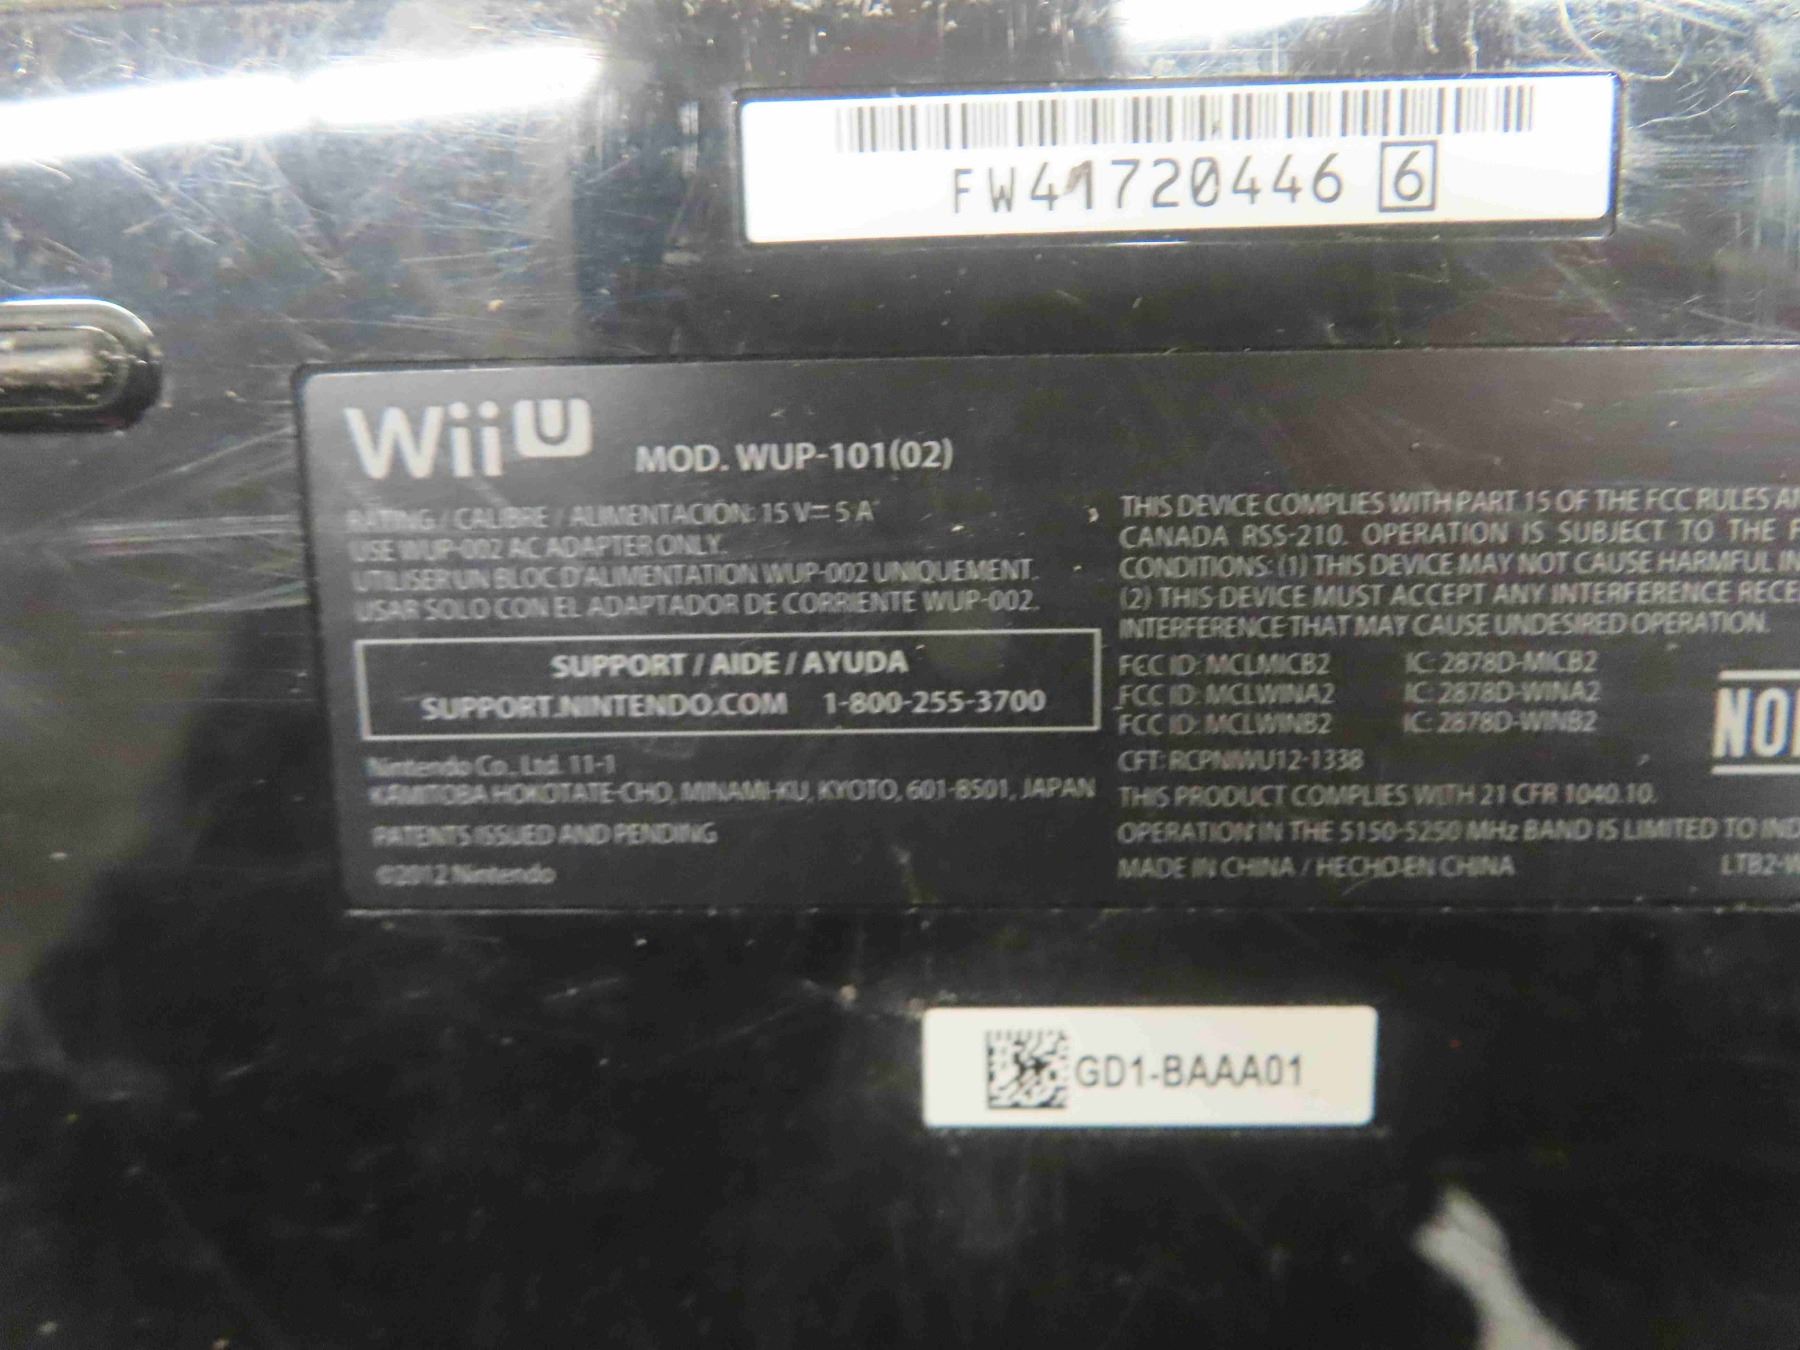 FW41720446 6
Wii U MOD. WUP-101(02)
RATING / CALIBRE / ALIMENTACIÓN: 15 V⎓ 5 A
USE WUP-002 AC ADAPTER ONLY.
UTILISER UN BLOC D'ALIMENTATION WUP-002 UNIQUEMENT.
USAR SOLO CON EL ADAPTADOR DE CORRIENTE WUP-002.
SUPPORT / AIDE / AYUDA
SUPPORT.NINTENDO.COM 1-800-255-3700
Nintendo Co., Ltd. 11-1
KAMITOBA HOKOTATE-CHO, MINAMI-KU, KYOTO, 601-8501, JAPAN
PATENTS ISSUED AND PENDING
©2012 Nintendo
THIS DEVICE COMPLIES WITH PART 15 OF THE FCC RULES
CANADA RSS-210. OPERATION IS SUBJECT TO THE
CONDITIONS: (1) THIS DEVICE MAY NOT CAUSE HARMFUL
(2) THIS DEVICE MUST ACCEPT ANY INTERFERENCE
INTERFERENCE THAT MAY CAUSE UNDESIRED OPERATION.
FCC ID: MCLMICB2 IC: 2878D-MICB2
FCC ID: MCLWINA2 IC: 2878D-WINA2
FCC ID: MCLWINB2 IC: 2878D-WINB2
CFT: RCPNIWU12-1338
THIS PRODUCT COMPLIES WITH 21 CFR 1040.10.
OPERATION IN THE 5150-5250 MHz BAND IS LIMITED TO
MADE IN CHINA / HECHO EN CHINA
GD1-BAAA01